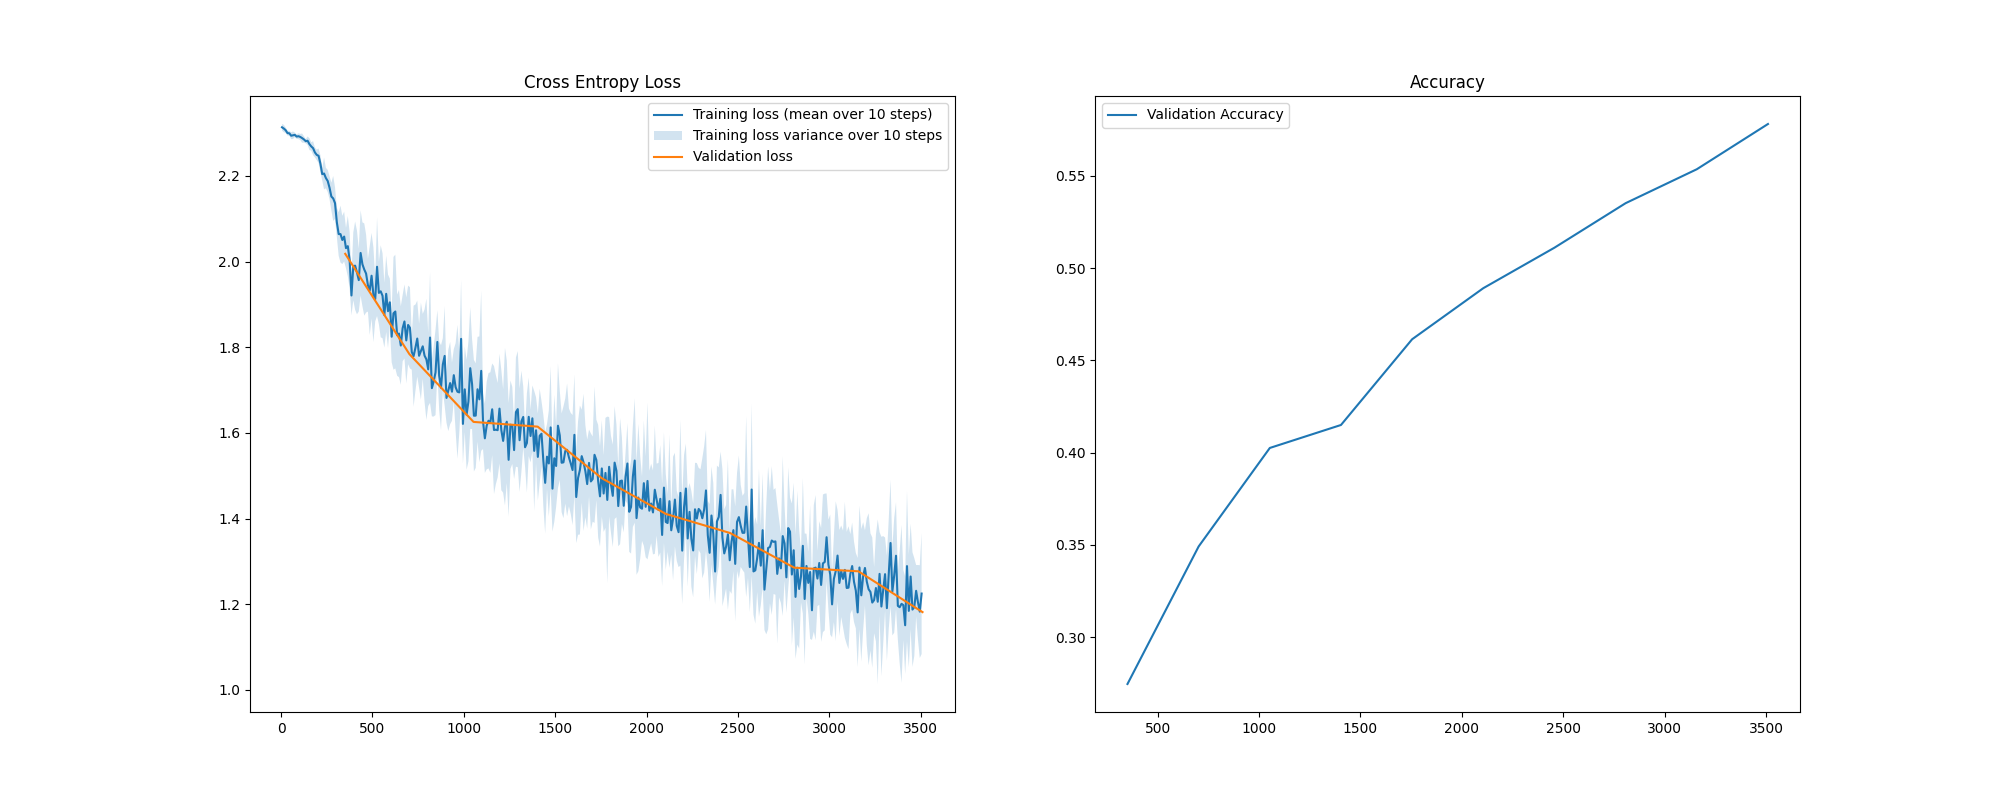 Cross Entropy Loss
Training loss (mean over 10 steps)
Training loss variance over 10 steps
Validation loss
2.2
2.0
1.8
1.6
1.4
1.2
1.0
0 500 1000 1500 2000 2500 3000 3500
Accuracy
Validation Accuracy
0.55
0.50
0.45
0.40
0.35
0.30
500 1000 1500 2000 2500 3000 3500